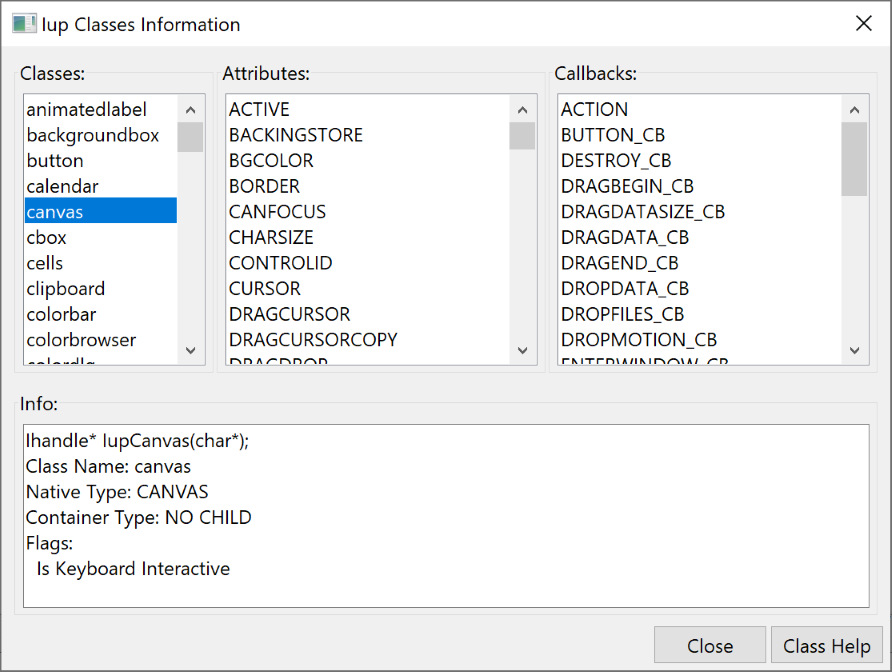 Iup Classes Information
Classes:
animatedlabel
backgroundbox
button
calendar
canvas
cbox
cells
clipboard
colorbar
colorbrowser
colordlg
Attributes:
ACTIVE
BACKINGSTORE
BGCOLOR
BORDER
CANFOCUS
CHARSIZE
CONTROLID
CURSOR
DRAGCURSOR
DRAGCURSORCOPY
DRAGDROP
Callbacks:
ACTION
BUTTON_CB
DESTROY_CB
DRAGBEGIN_CB
DRAGDATASIZE_CB
DRAGDATA_CB
DRAGEND_CB
DROPDATA_CB
DROPFILES_CB
DROPMOTION_CB
ENTERWINDOW_CB
Info:
Ihandle* IupCanvas(char*);
Class Name: canvas
Native Type: CANVAS
Container Type: NO CHILD
Flags:
Is Keyboard Interactive
Close
Class Help